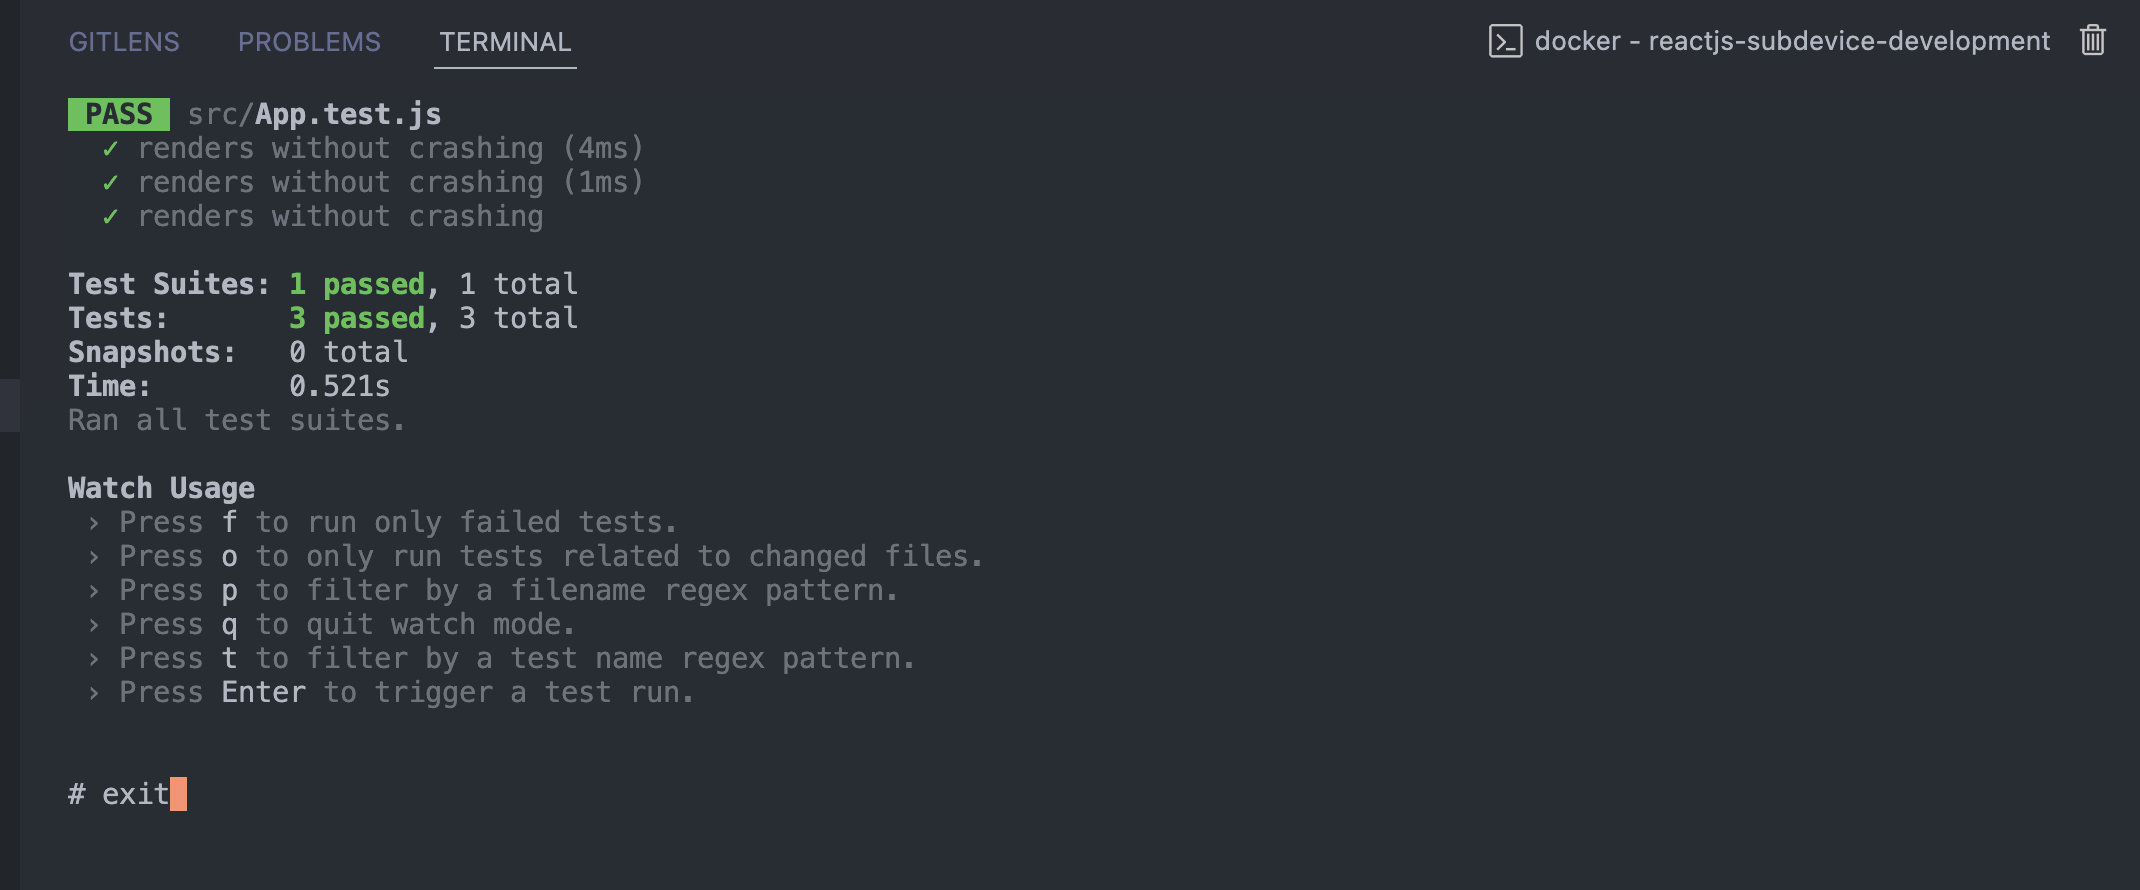 GITLENS PROBLEMS TERMINAL docker - reactjs-subdevice-development
PASS src/App.test.js
✓ renders without crashing (4ms)
✓ renders without crashing (1ms)
✓ renders without crashing
Test Suites: 1 passed, 1 total
Tests: 3 passed, 3 total
Snapshots: 0 total
Time: 0.521s
Ran all test suites.
Watch Usage
› Press f to run only failed tests.
› Press o to only run tests related to changed files.
› Press p to filter by a filename regex pattern.
› Press q to quit watch mode.
› Press t to filter by a test name regex pattern.
› Press Enter to trigger a test run.
# exit